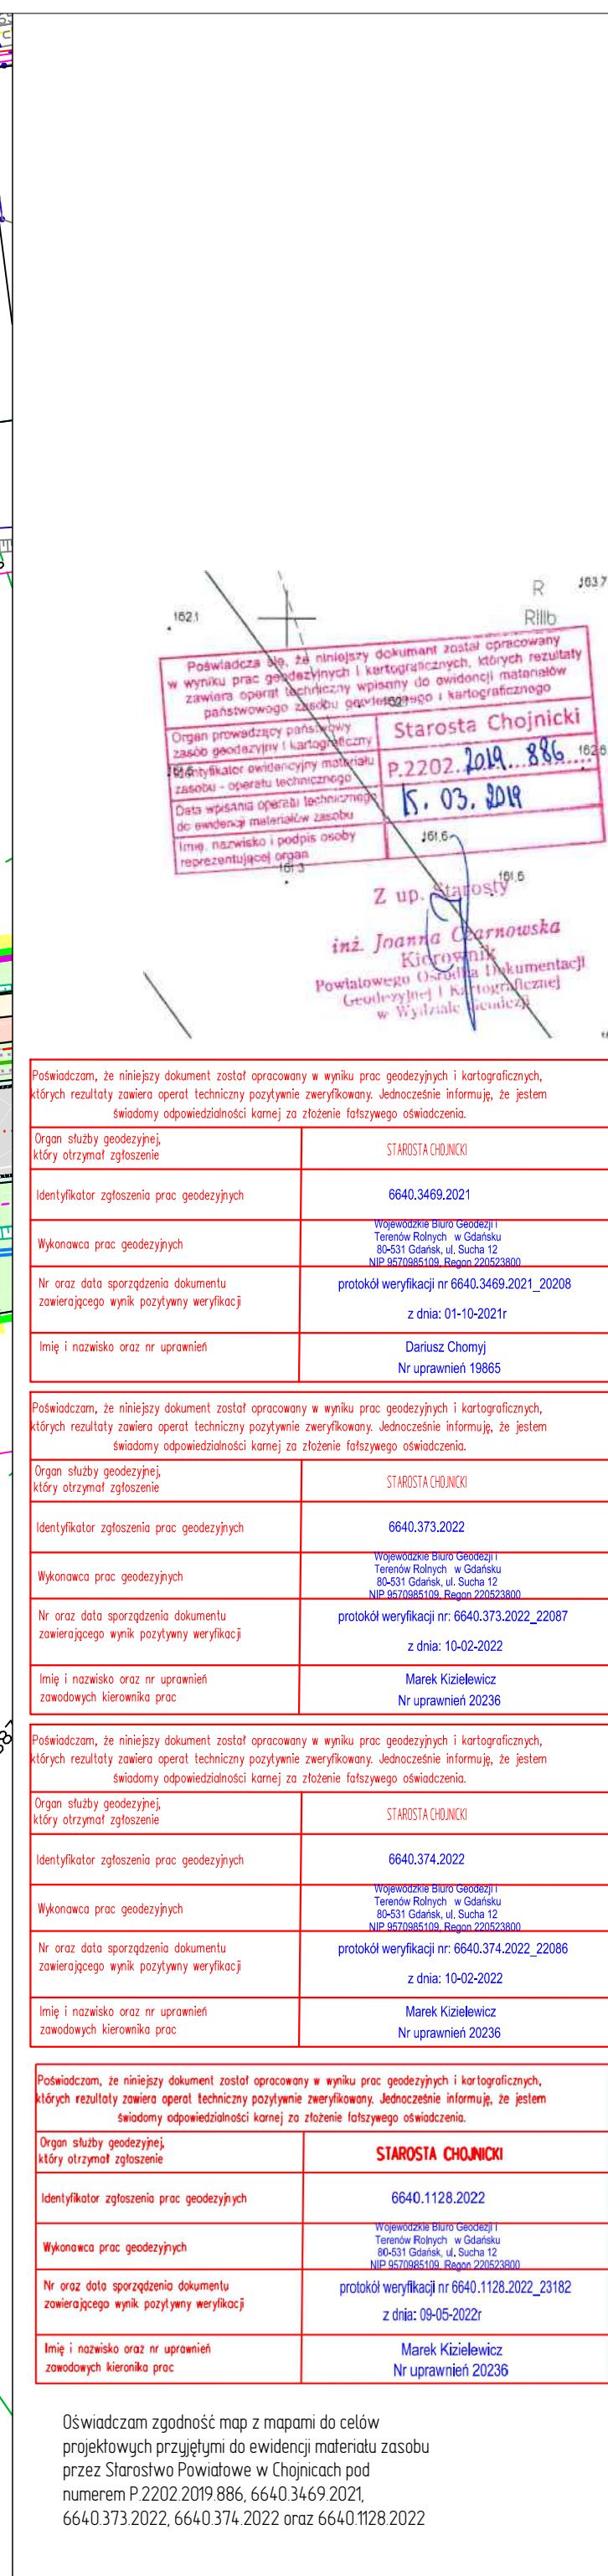 162.1
R
163.7
RIIIb
Poświadcza się, że niniejszy dokument został opracowany
w wyniku prac geodezyjnych i kartograficznych, których rezultaty
zawiera operat techniczny wpisany do ewidencji materiałów
państwowego zasobu geodezyjnego i kartograficznego
Organ prowadzący państwowy
zasób geodezyjny i kartograficzny
Starosta Chojnicki
Identyfikator ewidencyjny materiału
zasobu - operatu technicznego
P.2202.2019.886
162.6
Data wpisania operatu technicznego
do ewidencji materiałów zasobu
15. 03. 2019
Imię, nazwisko i podpis osoby
reprezentującej organ
161.6
161.3
161.6
Z up. Starosty
inż. Joanna Czarnowska
Kierownik
Powiatowego Ośrodka Dokumentacji
Geodezyjnej i Kartograficznej
w Wydziale Geodezji
Poświadczam, że niniejszy dokument został opracowany w wyniku prac geodezyjnych i kartograficznych,
których rezultaty zawiera operat techniczny pozytywnie zweryfikowany. Jednocześnie informuję, że jestem
świadomy odpowiedzialności karnej za złożenie fałszywego oświadczenia.
Organ służby geodezyjnej,
który otrzymał zgłoszenie
STAROSTA CHOJNICKI
Identyfikator zgłoszenia prac geodezyjnych
6640.3469.2021
Wykonawca prac geodezyjnych
Wojewódzkie Biuro Geodezji i
Terenów Rolnych w Gdańsku
80-531 Gdańsk, ul. Sucha 12
NIP 9570985109, Regon 220523800
Nr oraz data sporządzenia dokumentu
zawierającego wynik pozytywny weryfikacji
protokół weryfikacji nr 6640.3469.2021_20208
z dnia: 01-10-2021r
Imię i nazwisko oraz nr uprawnień
Dariusz Chomyj
Nr uprawnień 19865
Poświadczam, że niniejszy dokument został opracowany w wyniku prac geodezyjnych i kartograficznych,
których rezultaty zawiera operat techniczny pozytywnie zweryfikowany. Jednocześnie informuję, że jestem
świadomy odpowiedzialności karnej za złożenie fałszywego oświadczenia.
Organ służby geodezyjnej,
który otrzymał zgłoszenie
STAROSTA CHOJNICKI
Identyfikator zgłoszenia prac geodezyjnych
6640.373.2022
Wykonawca prac geodezyjnych
Wojewódzkie Biuro Geodezji i
Terenów Rolnych w Gdańsku
80-531 Gdańsk, ul. Sucha 12
NIP 9570985109, Regon 220523800
Nr oraz data sporządzenia dokumentu
zawierającego wynik pozytywny weryfikacji
protokół weryfikacji nr: 6640.373.2022_22087
z dnia: 10-02-2022
Imię i nazwisko oraz nr uprawnień
zawodowych kierownika prac
Marek Kizielewicz
Nr uprawnień 20236
Poświadczam, że niniejszy dokument został opracowany w wyniku prac geodezyjnych i kartograficznych,
których rezultaty zawiera operat techniczny pozytywnie zweryfikowany. Jednocześnie informuję, że jestem
świadomy odpowiedzialności karnej za złożenie fałszywego oświadczenia.
Organ służby geodezyjnej,
który otrzymał zgłoszenie
STAROSTA CHOJNICKI
Identyfikator zgłoszenia prac geodezyjnych
6640.374.2022
Wykonawca prac geodezyjnych
Wojewódzkie Biuro Geodezji i
Terenów Rolnych w Gdańsku
80-531 Gdańsk, ul. Sucha 12
NIP 9570985109, Regon 220523800
Nr oraz data sporządzenia dokumentu
zawierającego wynik pozytywny weryfikacji
protokół weryfikacji nr: 6640.374.2022_22086
z dnia: 10-02-2022
Imię i nazwisko oraz nr uprawnień
zawodowych kierownika prac
Marek Kizielewicz
Nr uprawnień 20236
Poświadczam, że niniejszy dokument został opracowany w wyniku prac geodezyjnych i kartograficznych,
których rezultaty zawiera operat techniczny pozytywnie zweryfikowany. Jednocześnie informuję, że jestem
świadomy odpowiedzialności karnej za złożenie fałszywego oświadczenia.
Organ służby geodezyjnej,
który otrzymał zgłoszenie
STAROSTA CHOJNICKI
Identyfikator zgłoszenia prac geodezyjnych
6640.1128.2022
Wykonawca prac geodezyjnych
Wojewódzkie Biuro Geodezji i
Terenów Rolnych w Gdańsku
80-531 Gdańsk, ul. Sucha 12
NIP 9570985109, Regon 220523800
Nr oraz data sporządzenia dokumentu
zawierającego wynik pozytywny weryfikacji
protokół weryfikacji nr 6640.1128.2022_23182
z dnia: 09-05-2022r
Imię i nazwisko oraz nr uprawnień
zawodowych kieronika prac
Marek Kizielewicz
Nr uprawnień 20236
Oświadczam zgodność map z mapami do celów
projektowych przyjętymi do ewidencji materiału zasobu
przez Starostwo Powiatowe w Chojnicach pod
numerem P.2202.2019.886, 6640.3469.2021,
6640.373.2022, 6640.374.2022 oraz 6640.1128.2022